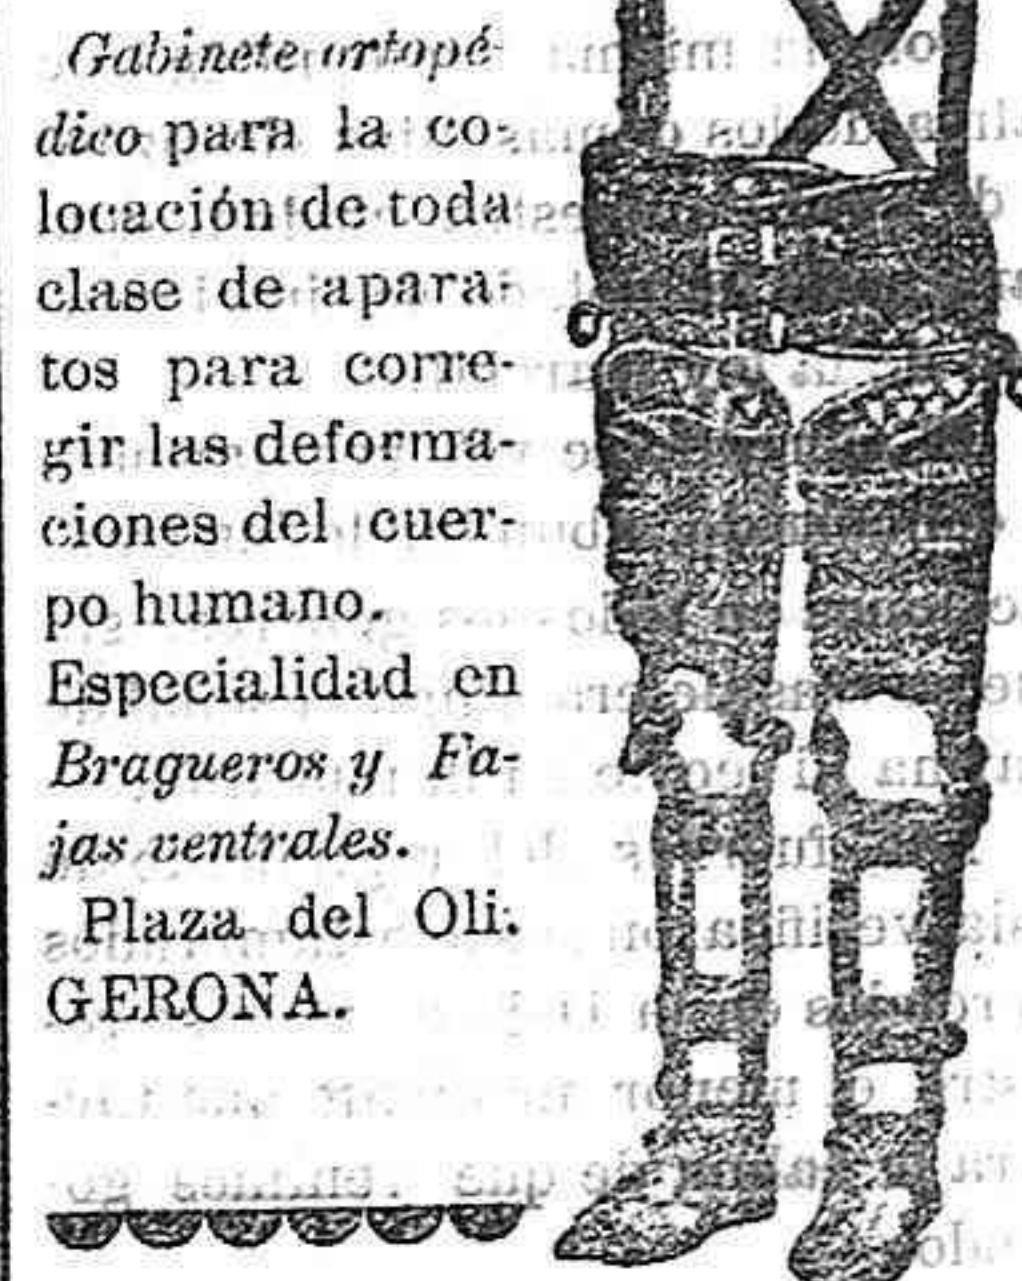 Gabinete ortopé-
dico para la co-
locación de toda
clase de apara-
tos para corre-
gir las deforma-
ciones del cuer-
po humano.
Especialidad en
Bragueros y Fa-
jas ventrales.
Plaza del Oli.
GERONA.